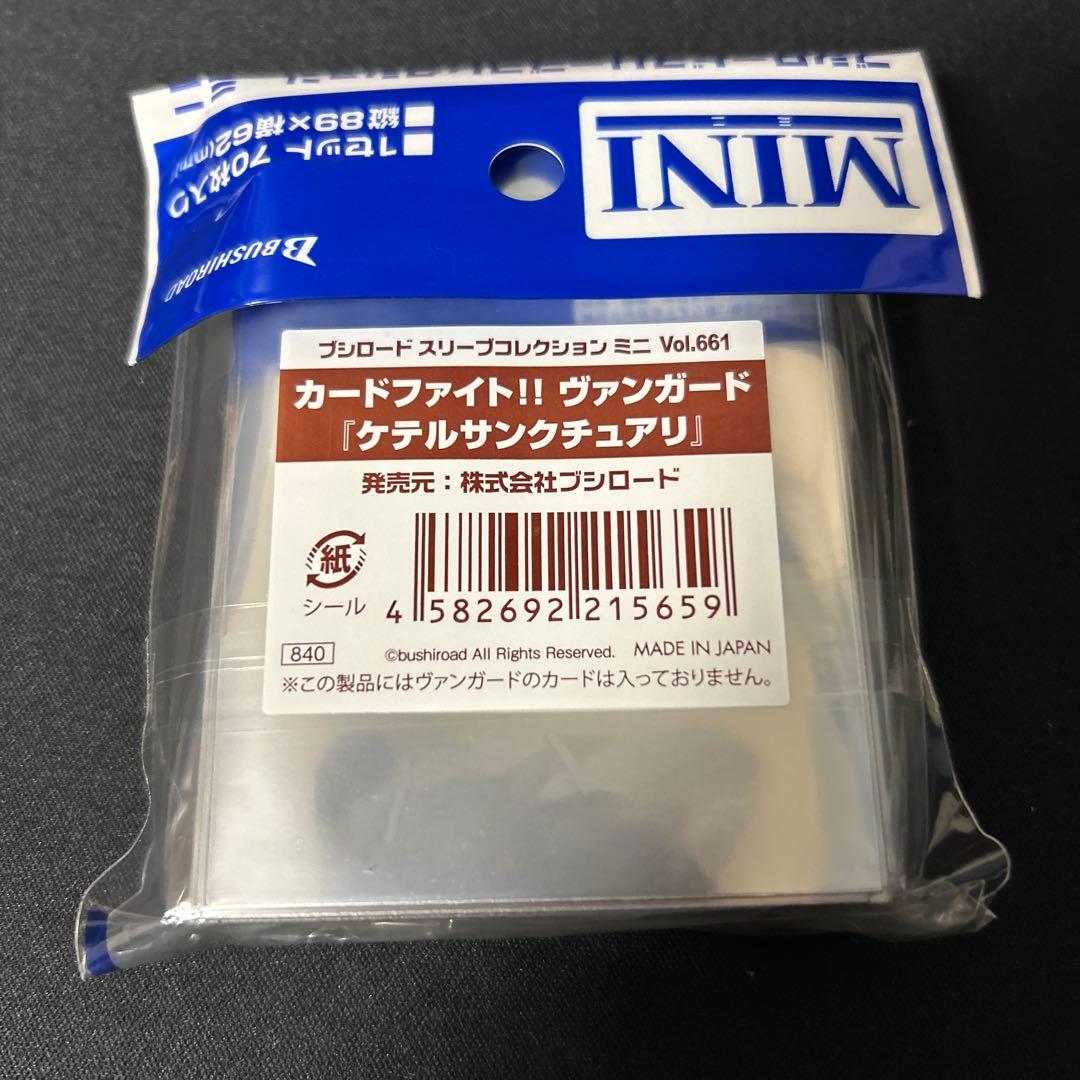 MINI
ミニ
1セット 70枚入り
縦89×横62(mm)
BUSHIROAD
ブシロード スリーブコレクション ミニ Vol.661
カードファイト!! ヴァンガード
『ケテルサンクチュアリ』
発売元：株式会社ブシロード
紙
シール
4 582692 215659
840
©bushiroad All Rights Reserved. MADE IN JAPAN
※この製品にはヴァンガードのカードは入っておりません。